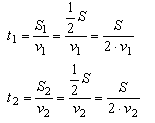 t₁ = S₁/v₁ = (1/2 S)/v₁ = S/(2·v₁)
t₂ = S₂/v₂ = (1/2 S)/v₂ = S/(2·v₂)